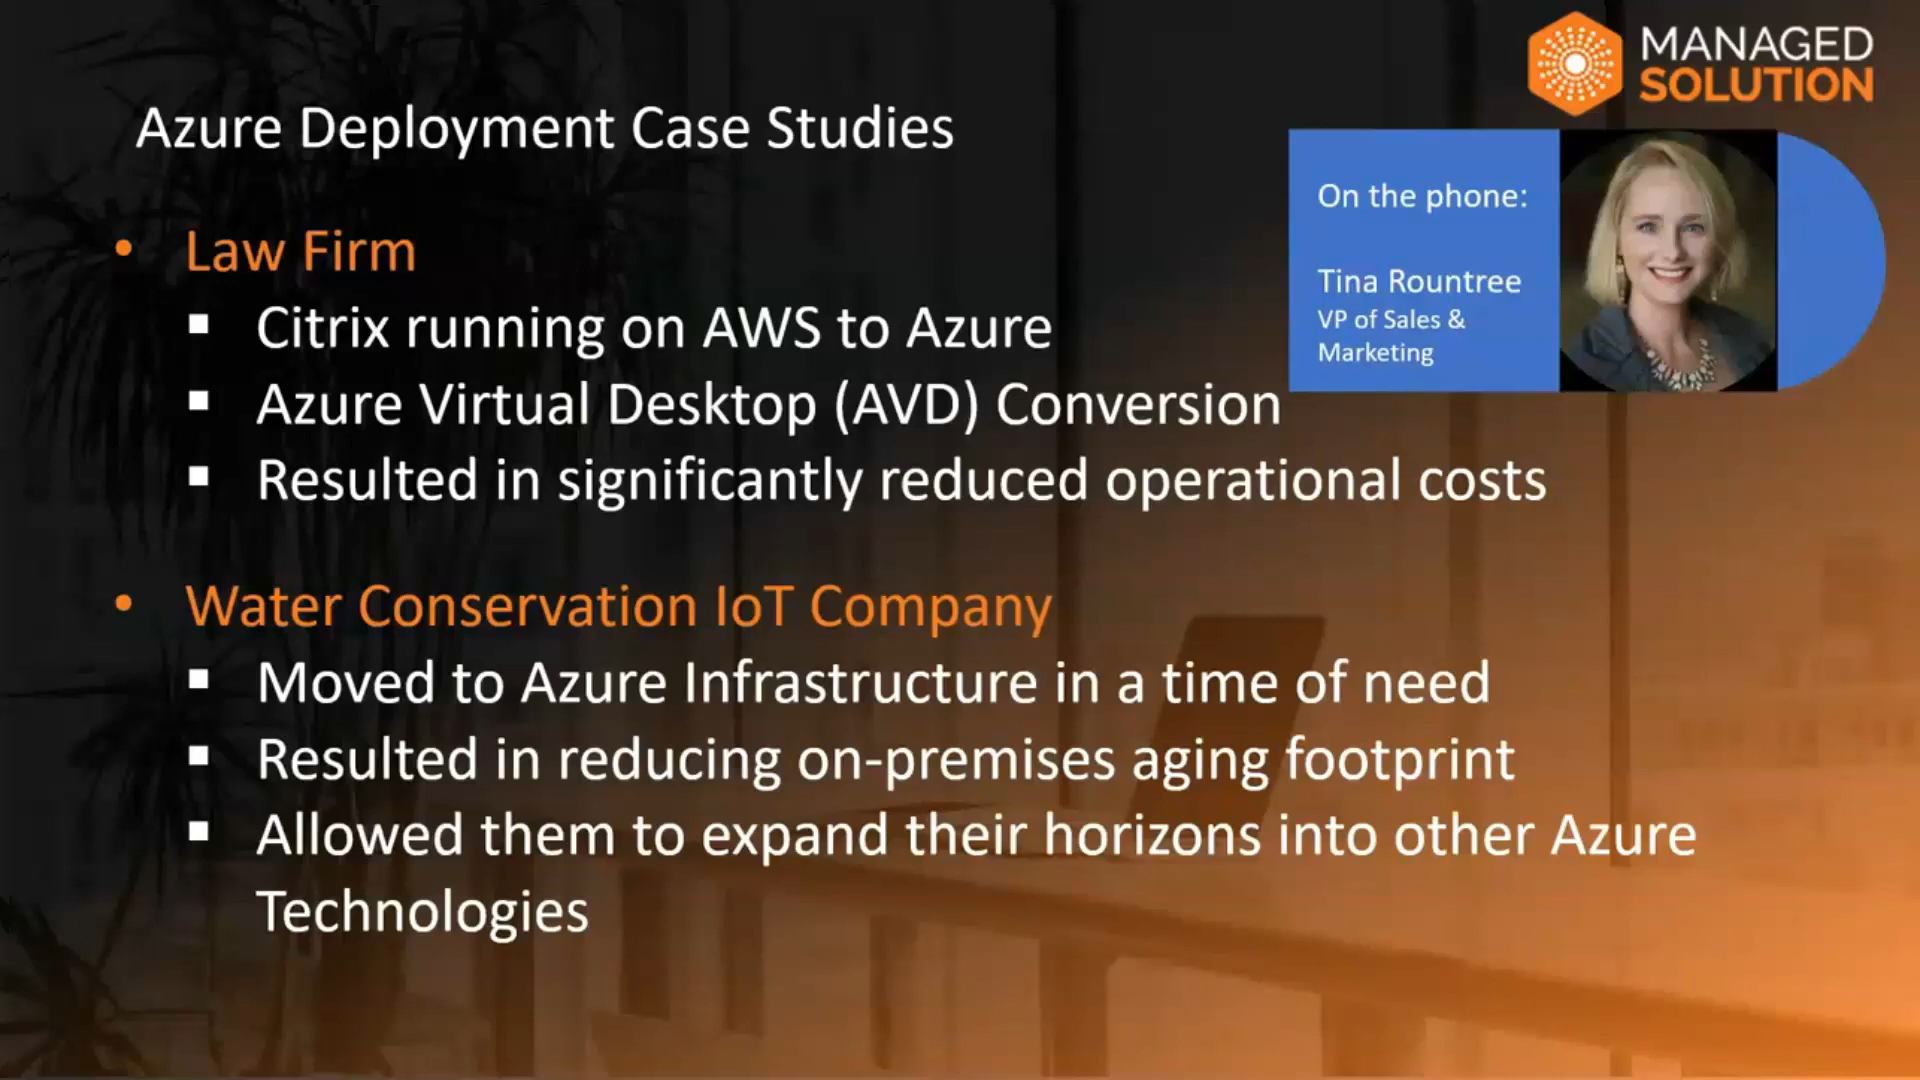 MANAGED
SOLUTION
Azure Deployment Case Studies
On the phone:
Tina Rountree
VP of Sales &
Marketing
• Law Firm
▪ Citrix running on AWS to Azure
▪ Azure Virtual Desktop (AVD) Conversion
▪ Resulted in significantly reduced operational costs
• Water Conservation IoT Company
▪ Moved to Azure Infrastructure in a time of need
▪ Resulted in reducing on-premises aging footprint
▪ Allowed them to expand their horizons into other Azure
Technologies